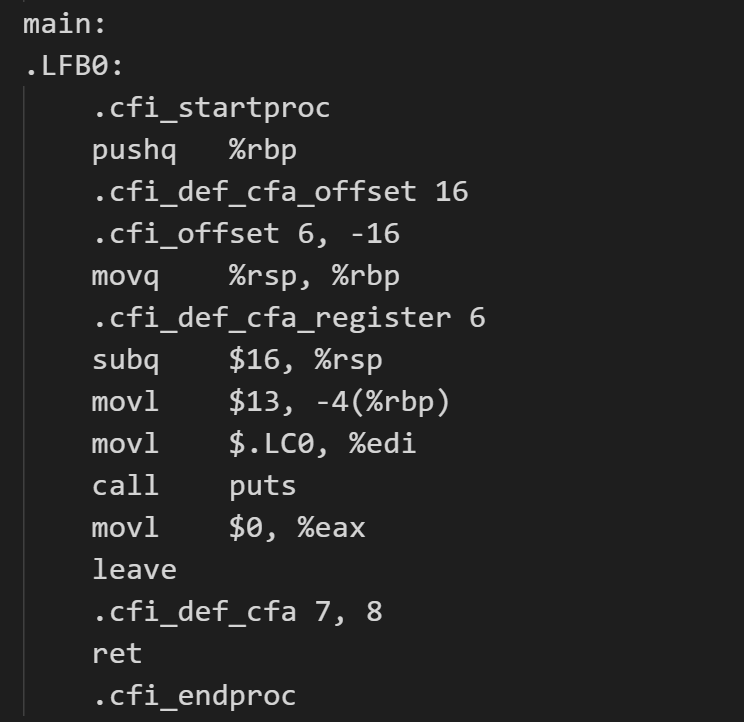 main:
.LFB0:
.cfi_startproc
pushq %rbp
.cfi_def_cfa_offset 16
.cfi_offset 6, -16
movq %rsp, %rbp
.cfi_def_cfa_register 6
subq $16, %rsp
movl $13, -4(%rbp)
movl $.LC0, %edi
call puts
movl $0, %eax
leave
.cfi_def_cfa 7, 8
ret
.cfi_endproc